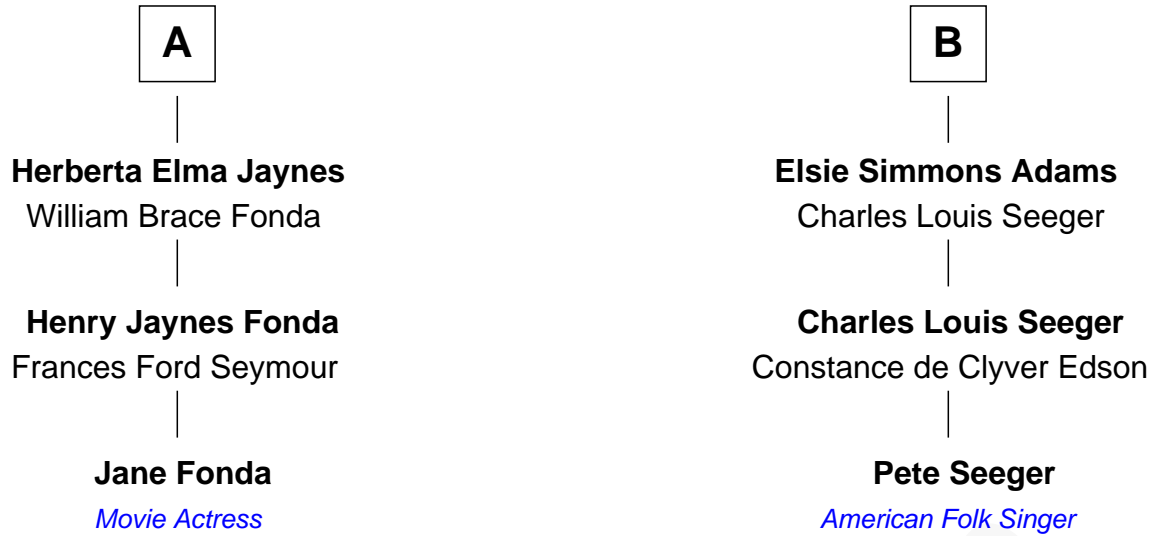 A
Herberta Elma Jaynes
William Brace Fonda
Henry Jaynes Fonda
Frances Ford Seymour
Jane Fonda
Movie Actress
B
Elsie Simmons Adams
Charles Louis Seeger
Charles Louis Seeger
Constance de Clyver Edson
Pete Seeger
American Folk Singer